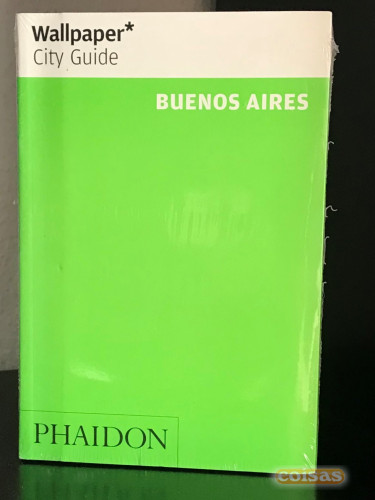 Wallpaper*
City Guide
BUENOS AIRES
PHAIDON
coisas